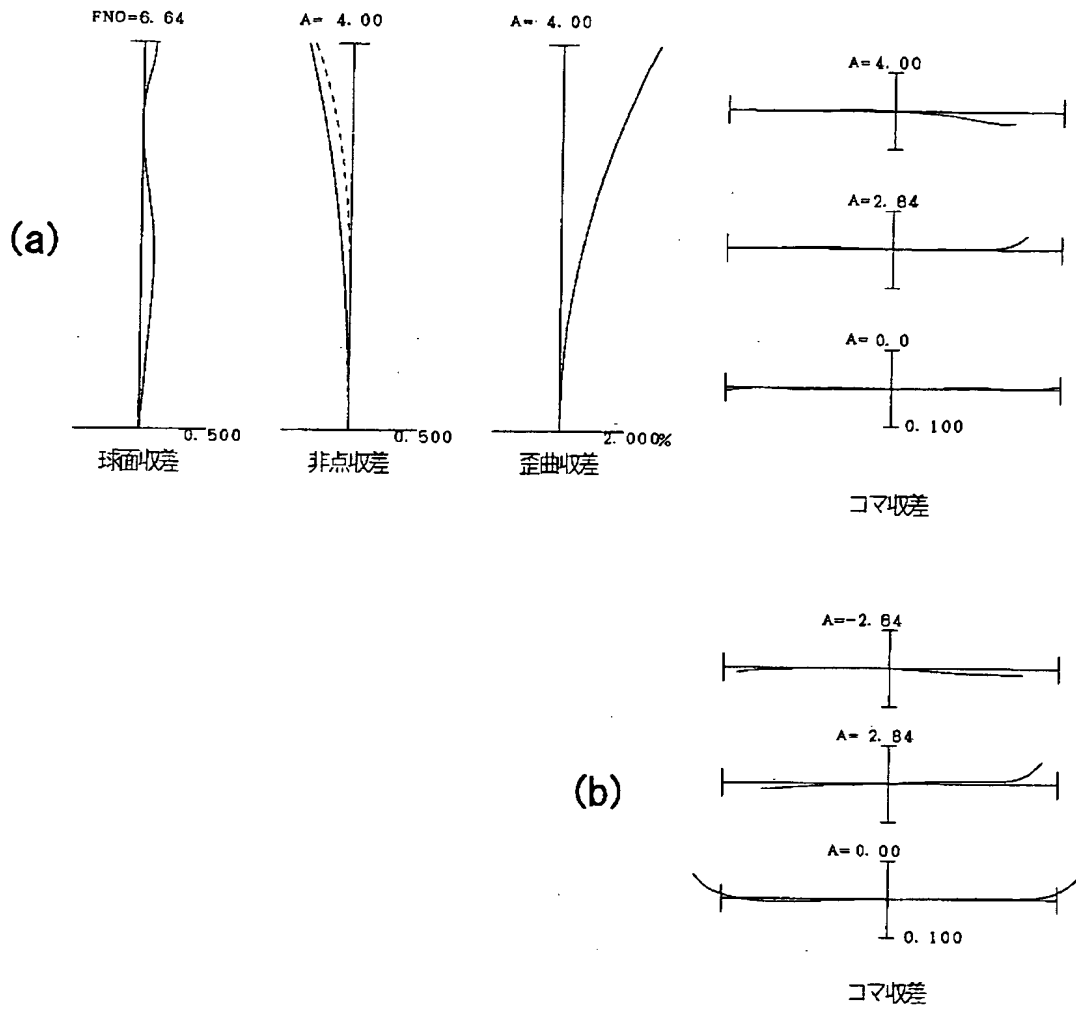 (a)
FNO=6. 64
0. 500
球面収差
A= 4. 00
0. 500
非点収差
A= 4. 00
2. 000%
歪曲収差
A=4. 00
A=2. 84
A=0. 0
0. 100
コマ収差
(b)
A=-2. 84
A= 2. 84
A=0. 00
0. 100
コマ収差